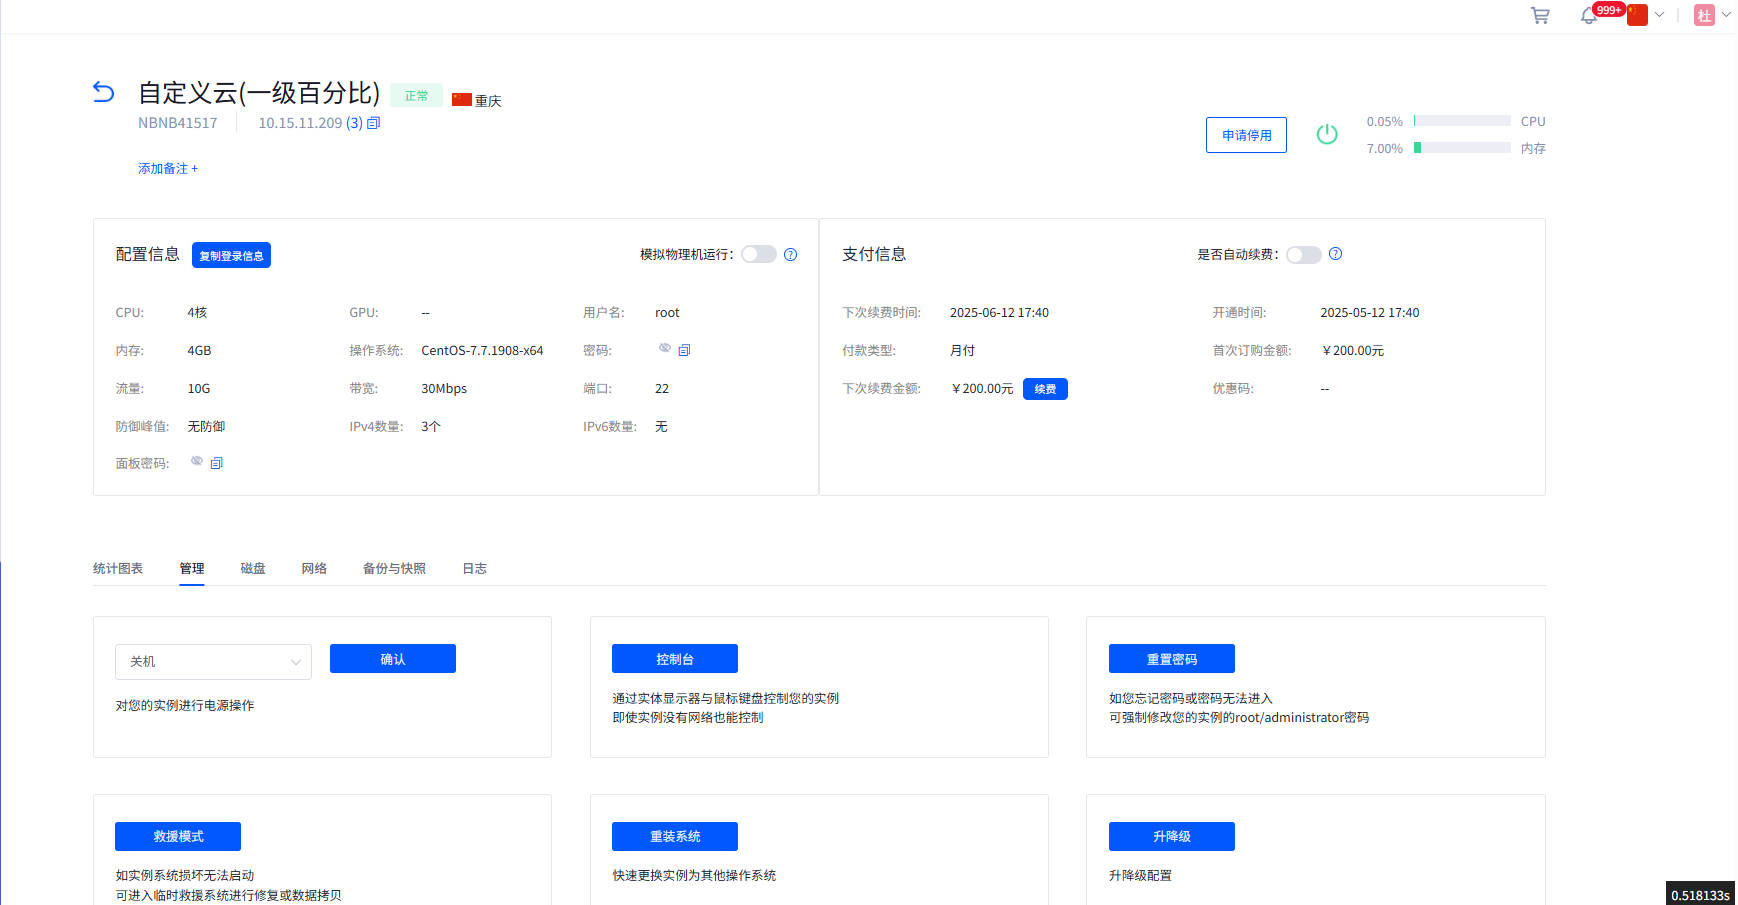 999+
杜
自定义云(一级百分比) 正常 重庆
NBNB41517 10.15.11.209 (3)
添加备注 +
申请停用
0.05% CPU
7.00% 内存
配置信息 复制登录信息 模拟物理机运行：
CPU: 4核 GPU: -- 用户名: root
内存: 4GB 操作系统: CentOS-7.7.1908-x64 密码:
流量: 10G 带宽: 30Mbps 端口: 22
防御峰值: 无防御 IPv4数量: 3个 IPv6数量: 无
面板密码:
支付信息 是否自动续费：
下次续费时间: 2025-06-12 17:40 开通时间: 2025-05-12 17:40
付款类型: 月付 首次订购金额: ￥200.00元
下次续费金额: ￥200.00元 续费 优惠码: --
统计图表 管理 磁盘 网络 备份与快照 日志
关机 确认
对您的实例进行电源操作
控制台
通过实体显示器与鼠标键盘控制您的实例
即使实例没有网络也能控制
重置密码
如您忘记密码或密码无法进入
可强制修改您的实例的root/administrator密码
救援模式
如实例系统损坏无法启动
可进入临时救援系统进行修复或数据拷贝
重装系统
快速更换实例为其他操作系统
升降级
升降级配置
0.518133s